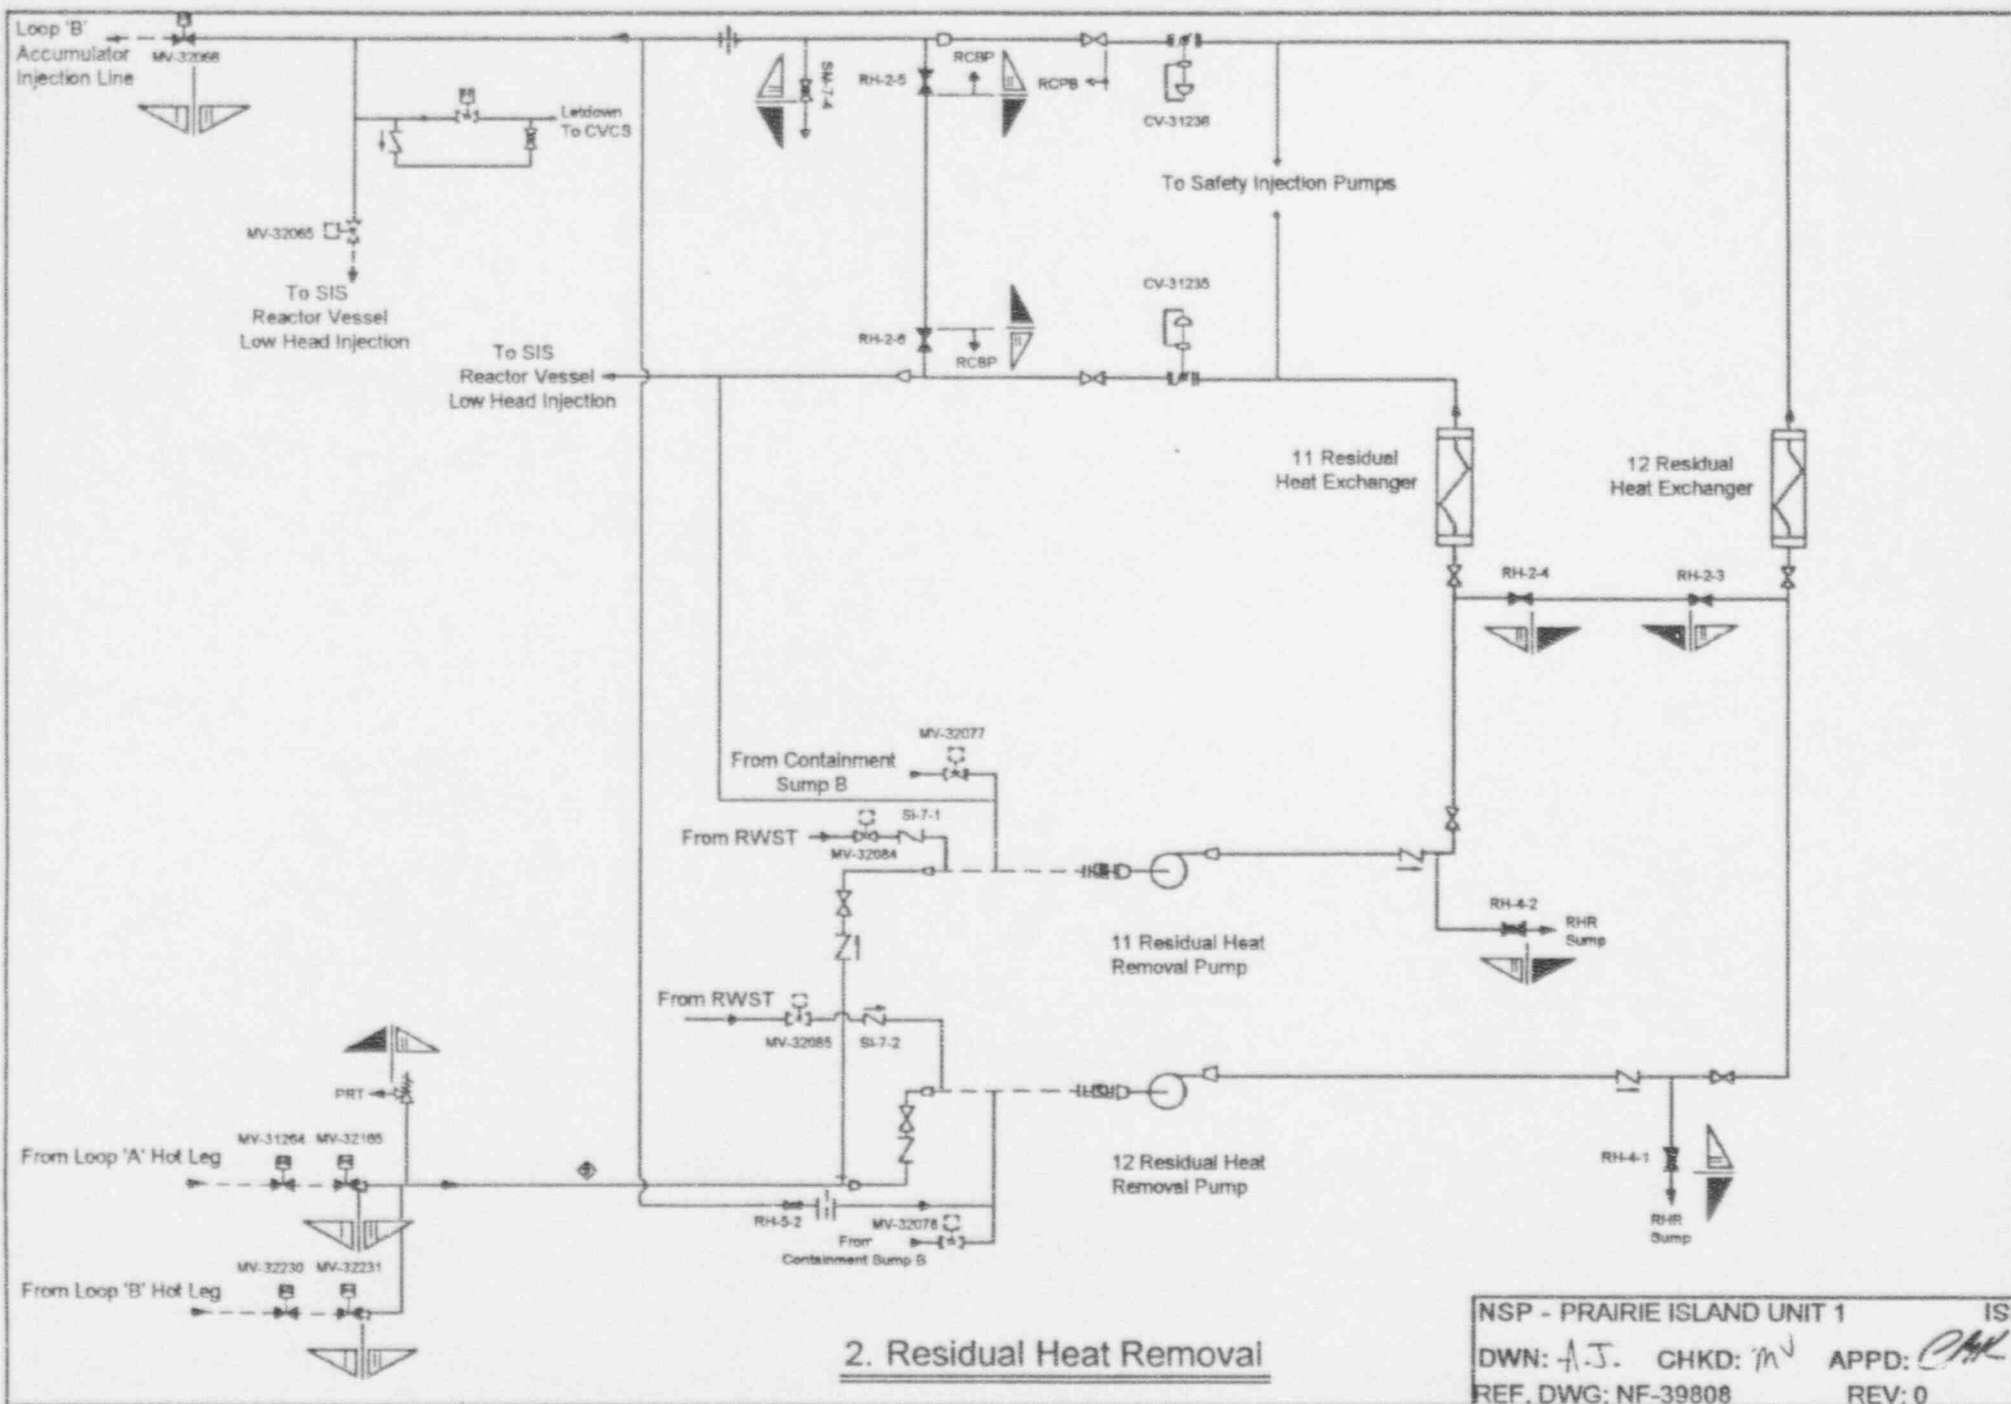 Loop 'B'
Accumulator
Injection Line
MV-32066
Letdown
To CVCS
MV-32065
To SIS
Reactor Vessel
Low Head Injection
RH-2-5
RCBP
RCPB
CV-31236
To Safety Injection Pumps
CV-31235
RH-2-6
RCBP
To SIS
Reactor Vessel
Low Head Injection
11 Residual
Heat Exchanger
12 Residual
Heat Exchanger
RH-2-4
RH-2-3
MV-32077
From Containment
Sump B
From RWST
SI-7-1
MV-32084
RH-4-2
RHR
Sump
11 Residual Heat
Removal Pump
From RWST
MV-32085
SI-7-2
PRT
From Loop 'A' Hot Leg
MV-31264
MV-32165
12 Residual Heat
Removal Pump
RH-4-1
RHR
Sump
RH-5-2
MV-32078
From
Containment Sump B
From Loop 'B' Hot Leg
MV-32230
MV-32231
2. Residual Heat Removal
NSP - PRAIRIE ISLAND UNIT 1 IS
DWN: A.J. CHKD: APPD:
REF. DWG: NF-39808 REV: 0